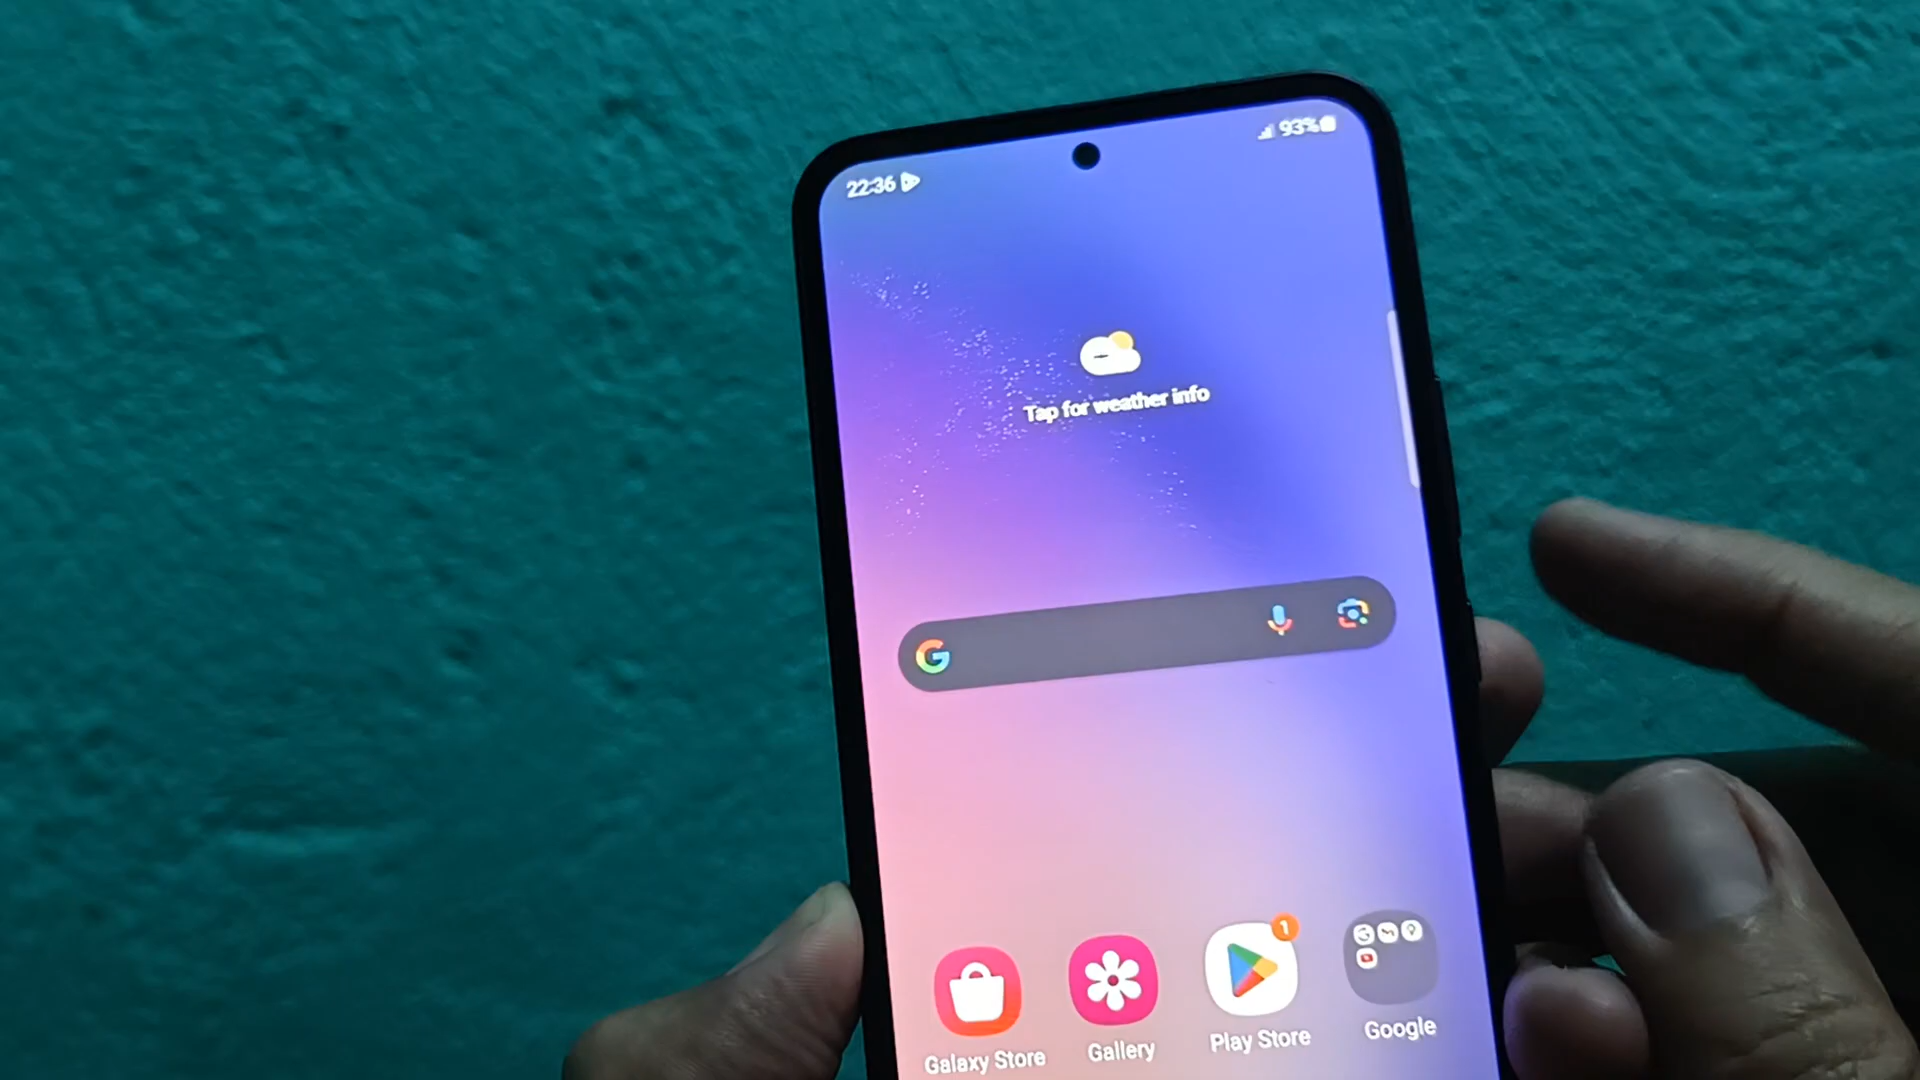 22:36
93%
Tap for weather info
G
1
Galaxy Store
Gallery
Play Store
Google